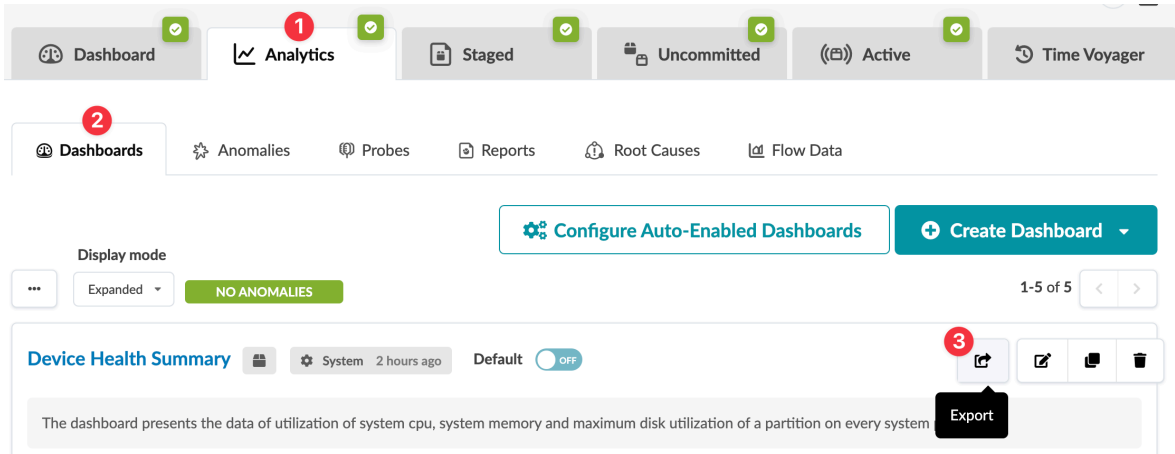 1
Dashboard Analytics Staged Uncommitted Active Time Voyager
2
Dashboards Anomalies Probes Reports Root Causes Flow Data
Configure Auto-Enabled Dashboards Create Dashboard
Display mode
Expanded NO ANOMALIES 1-5 of 5
3
Device Health Summary System 2 hours ago Default OFF
Export
The dashboard presents the data of utilization of system cpu, system memory and maximum disk utilization of a partition on every system